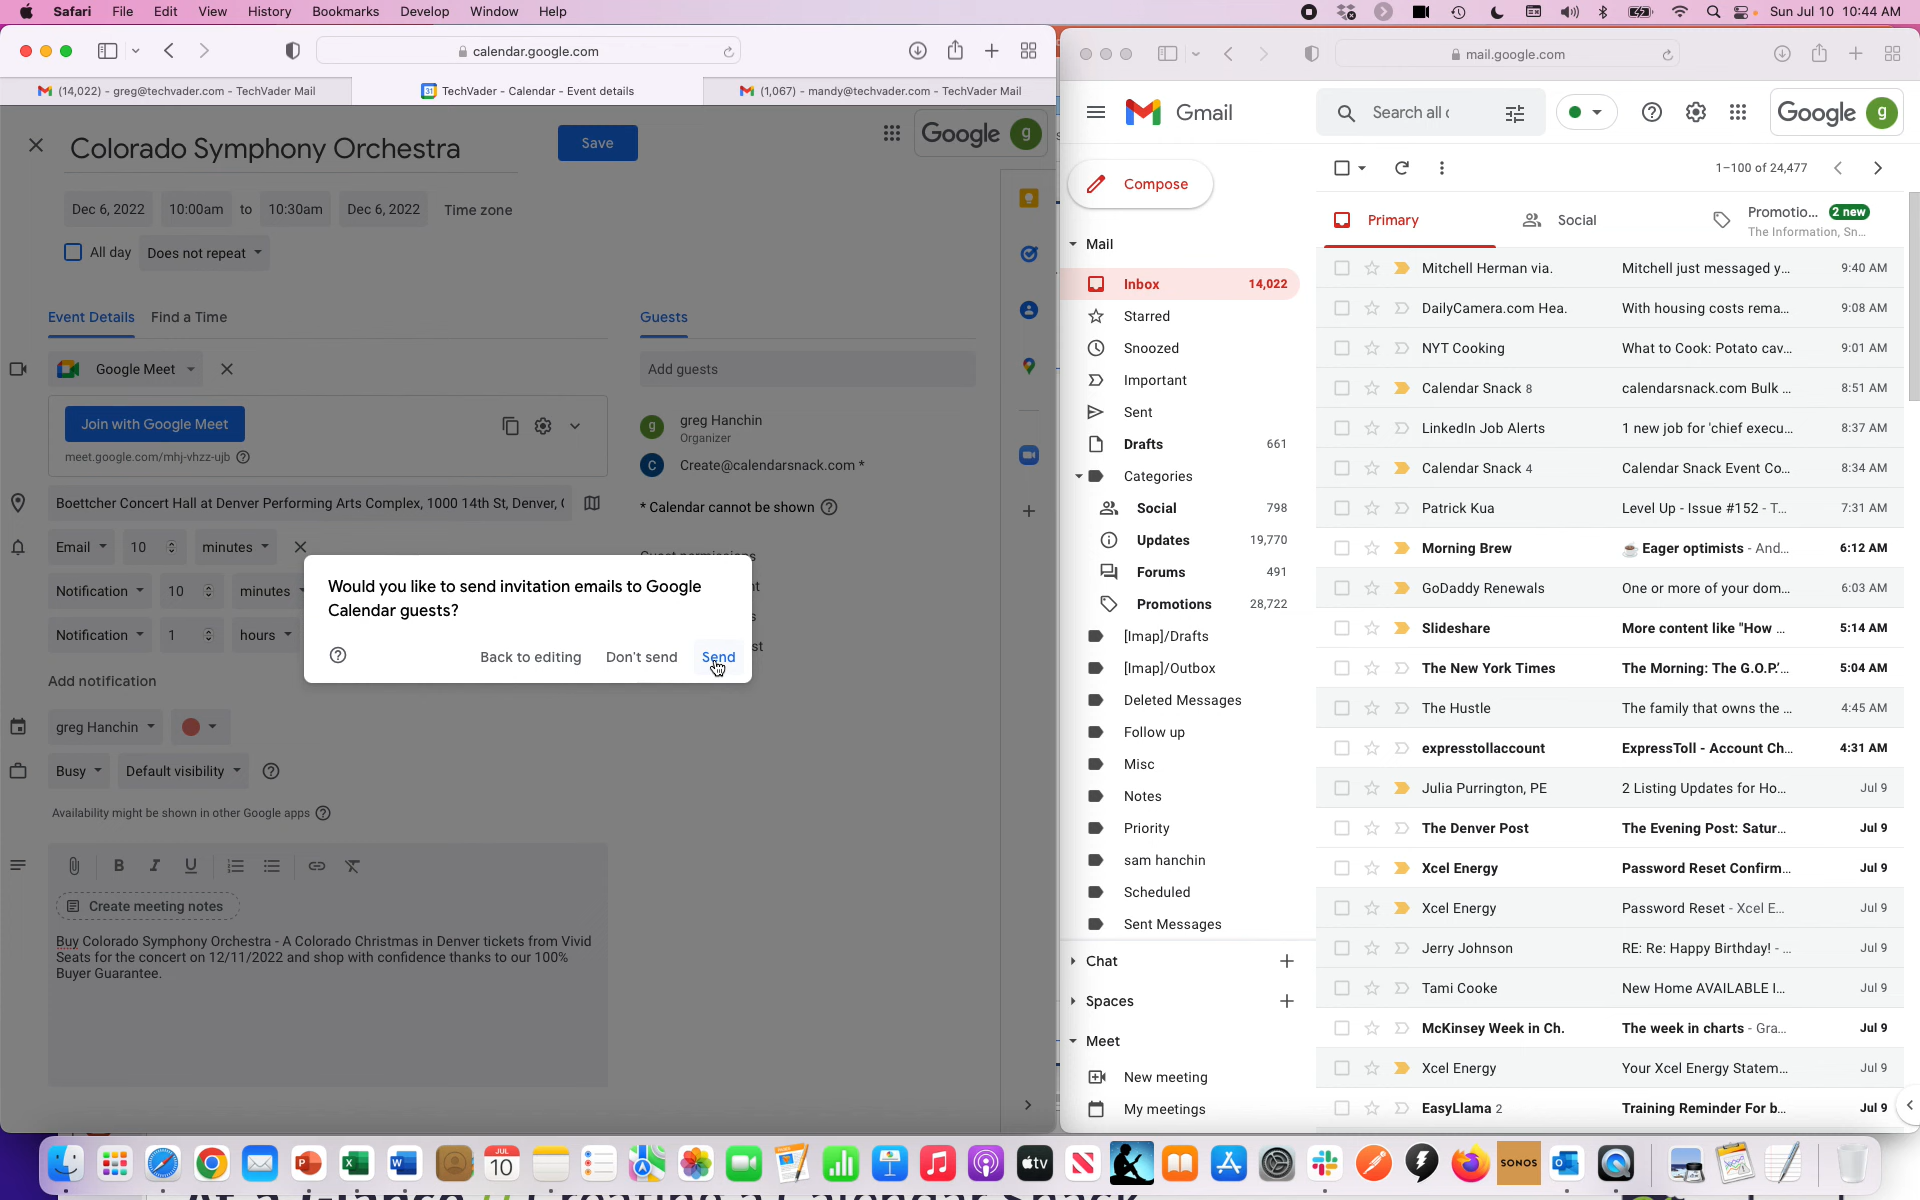 Safari File Edit View History Bookmarks Develop Window Help Sun Jul 10 10:44 AM
calendar.google.com
(14,022) - greg@techvader.com - TechVader Mail
TechVader - Calendar - Event details
(1,067) - mandy@techvader.com - TechVader Mail
Colorado Symphony Orchestra
Save
Google g
Dec 6, 2022 10:00am to 10:30am Dec 6, 2022 Time zone
All day Does not repeat
Event Details Find a Time
Guests
Google Meet
Add guests
Join with Google Meet
meet.google.com/mhj-vhzz-ujb
g greg Hanchin
Organizer
C Create@calendarsnack.com *
* Calendar cannot be shown
Boettcher Concert Hall at Denver Performing Arts Complex, 1000 14th St, Denver,
Email 10 minutes
Notification 10 minutes
Notification 1 hours
Would you like to send invitation emails to Google
Calendar guests?
Back to editing Don't send Send
Add notification
greg Hanchin
Busy Default visibility
Availability might be shown in other Google apps
B I U
Create meeting notes
Buy Colorado Symphony Orchestra - A Colorado Christmas in Denver tickets from Vivid
Seats for the concert on 12/11/2022 and shop with confidence thanks to our 100%
Buyer Guarantee.
mail.google.com
Gmail
Search all c
Google g
Compose
1–100 of 24,477
Mail
Inbox 14,022
Starred
Snoozed
Important
Sent
Drafts 661
Categories
Social 798
Updates 19,770
Forums 491
Promotions 28,722
[Imap]/Drafts
[Imap]/Outbox
Deleted Messages
Follow up
Misc
Notes
Priority
sam hanchin
Scheduled
Sent Messages
Chat
Spaces
Meet
New meeting
My meetings
Primary
Social
Promotio... 2 new
The Information, Sn...
Mitchell Herman via. Mitchell just messaged y... 9:40 AM
DailyCamera.com Hea. With housing costs rema... 9:08 AM
NYT Cooking What to Cook: Potato cav... 9:01 AM
Calendar Snack 8 calendarsnack.com Bulk ... 8:51 AM
LinkedIn Job Alerts 1 new job for 'chief execu... 8:37 AM
Calendar Snack 4 Calendar Snack Event Co... 8:34 AM
Patrick Kua Level Up - Issue #152 - T... 7:31 AM
Morning Brew ☕ Eager optimists - And... 6:12 AM
GoDaddy Renewals One or more of your dom... 6:03 AM
Slideshare More content like "How ... 5:14 AM
The New York Times The Morning: The G.O.P.'... 5:04 AM
The Hustle The family that owns the ... 4:45 AM
expresstollaccount ExpressToll - Account Ch... 4:31 AM
Julia Purrington, PE 2 Listing Updates for Ho... Jul 9
The Denver Post The Evening Post: Satur... Jul 9
Xcel Energy Password Reset Confirm... Jul 9
Xcel Energy Password Reset - Xcel E... Jul 9
Jerry Johnson RE: Re: Happy Birthday! - ... Jul 9
Tami Cooke New Home AVAILABLE I... Jul 9
McKinsey Week in Ch. The week in charts - Gra... Jul 9
Xcel Energy Your Xcel Energy Statem... Jul 9
EasyLlama 2 Training Reminder For b... Jul 9
JUL
10
tv
SONOS